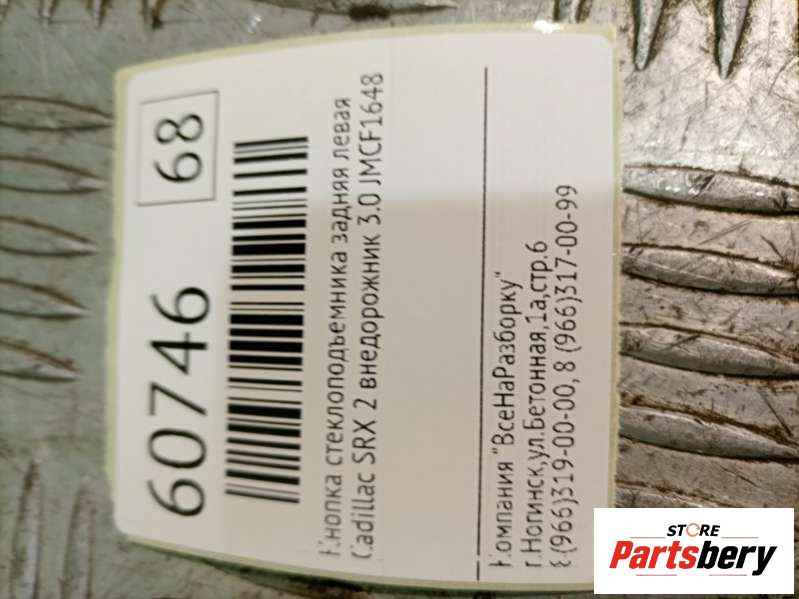 60746 68
Кнопка стеклоподъемника задняя левая
Cadillac SRX 2 внедорожник 3.0 JMCF1648
Компания "ВсеНаРазборку"
г.Ногинск,ул.Бетонная,1а,стр.6
8 (966)319-00-00, 8 (966)317-00-99
STORE
Partsbery